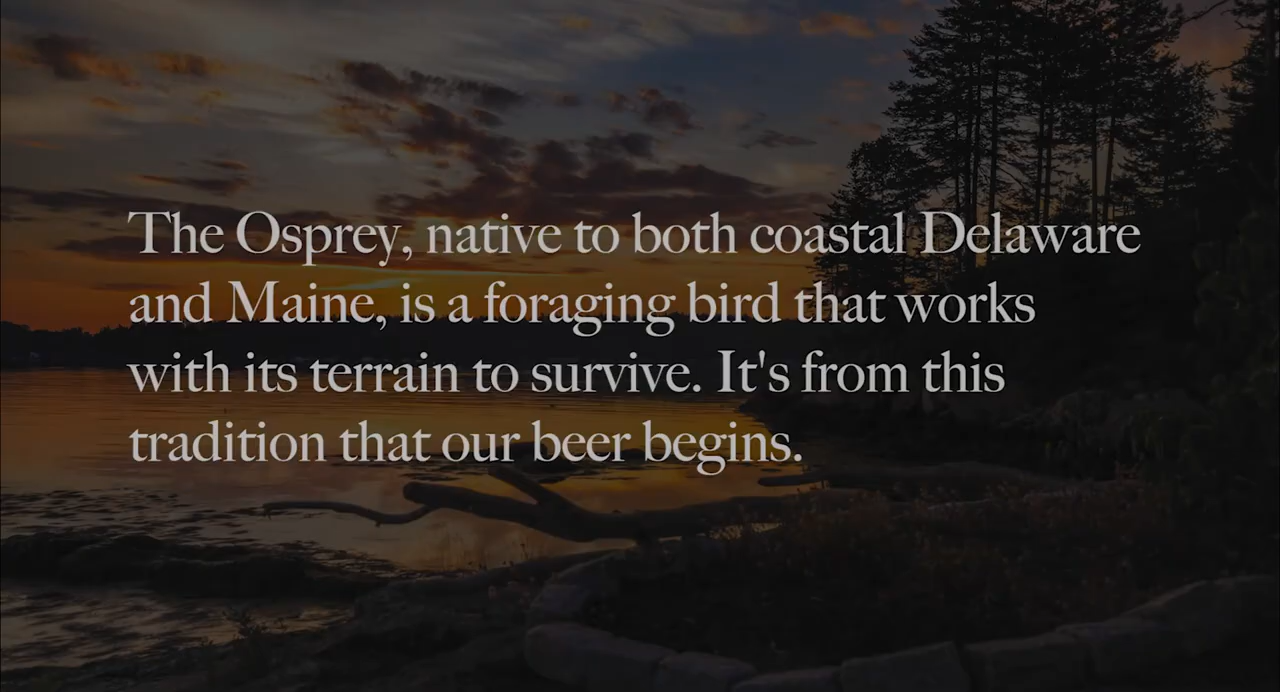 The Osprey, native to both coastal Delaware
and Maine, is a foraging bird that works
with its terrain to survive. It's from this
tradition that our beer begins.